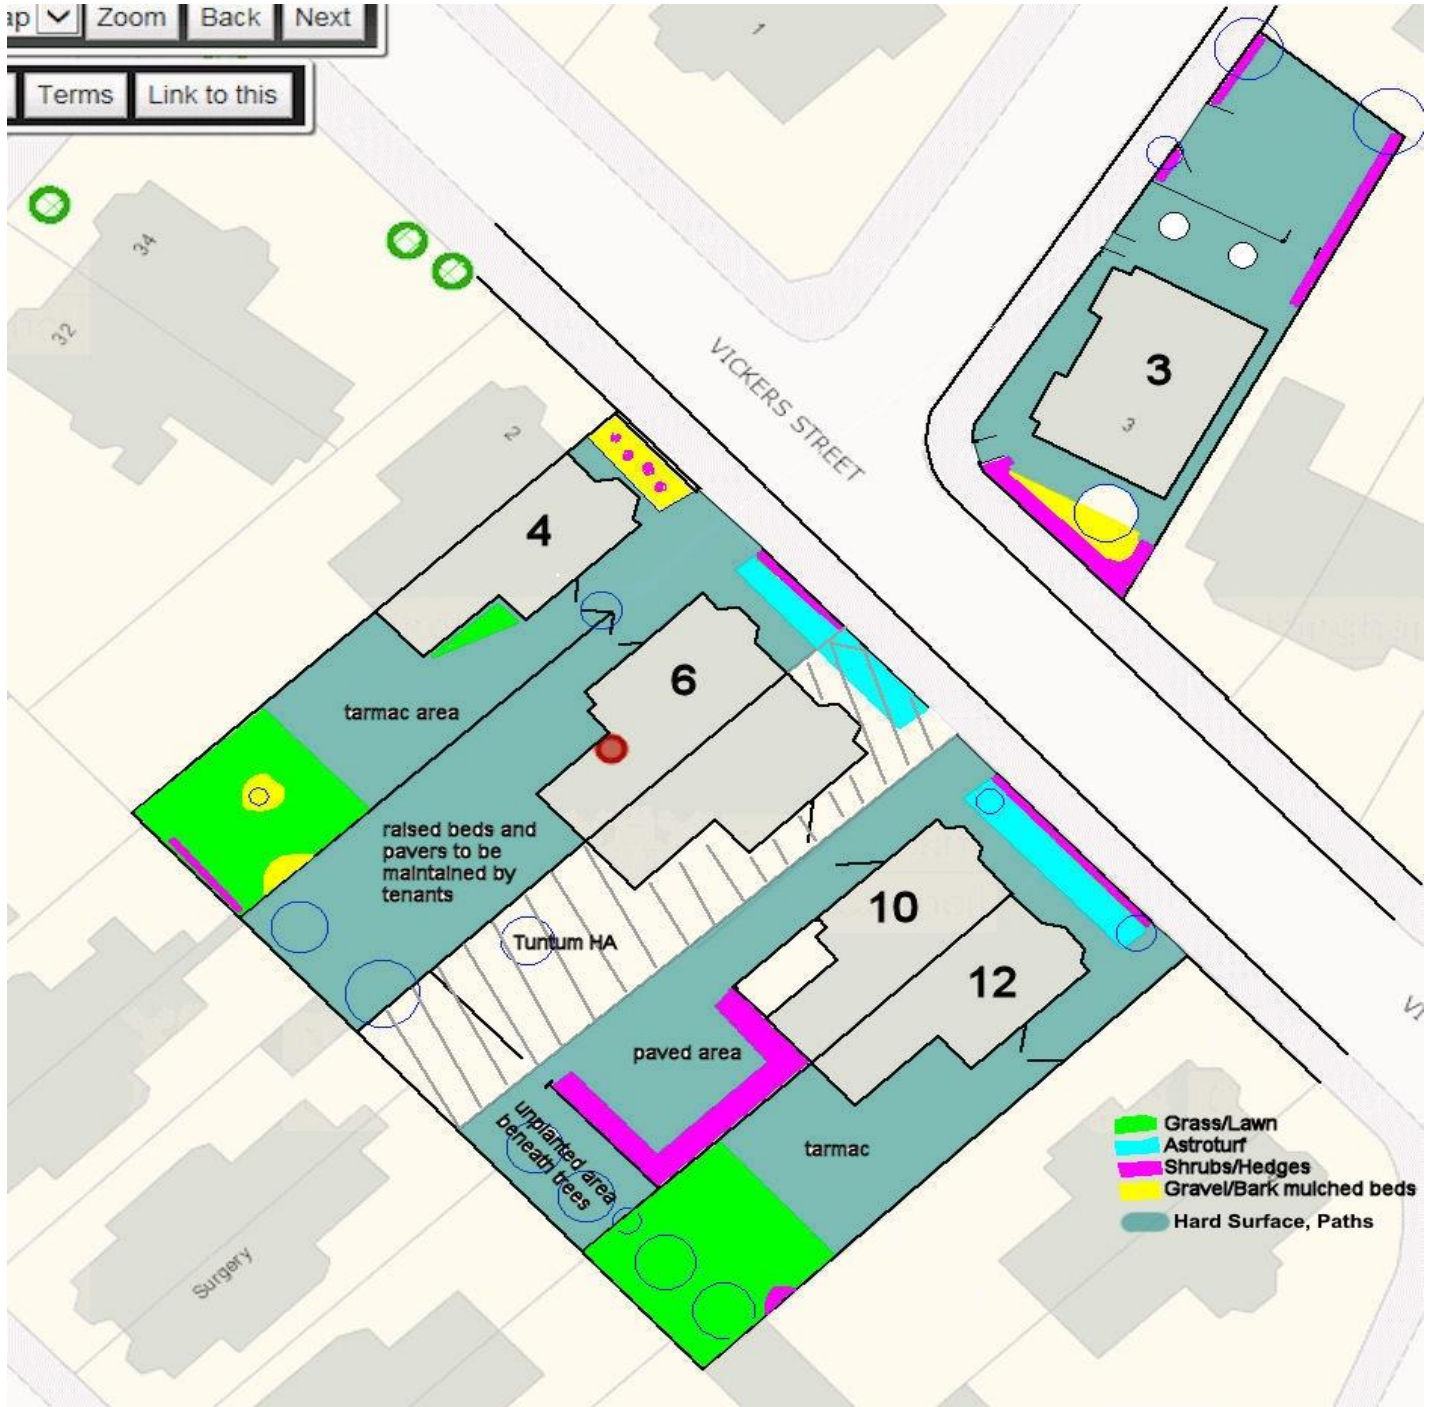 Zoom
Back
Next
Terms
Link to this
1
34
32
2
VICKERS STREET
3
3
4
6
tarmac area
raised beds and
pavers to be
maintained by
tenants
Tuntum HA
10
12
paved area
unplanted area
beneath trees
tarmac
Surgery
Grass/Lawn
Astroturf
Shrubs/Hedges
Gravel/Bark mulched beds
Hard Surface, Paths